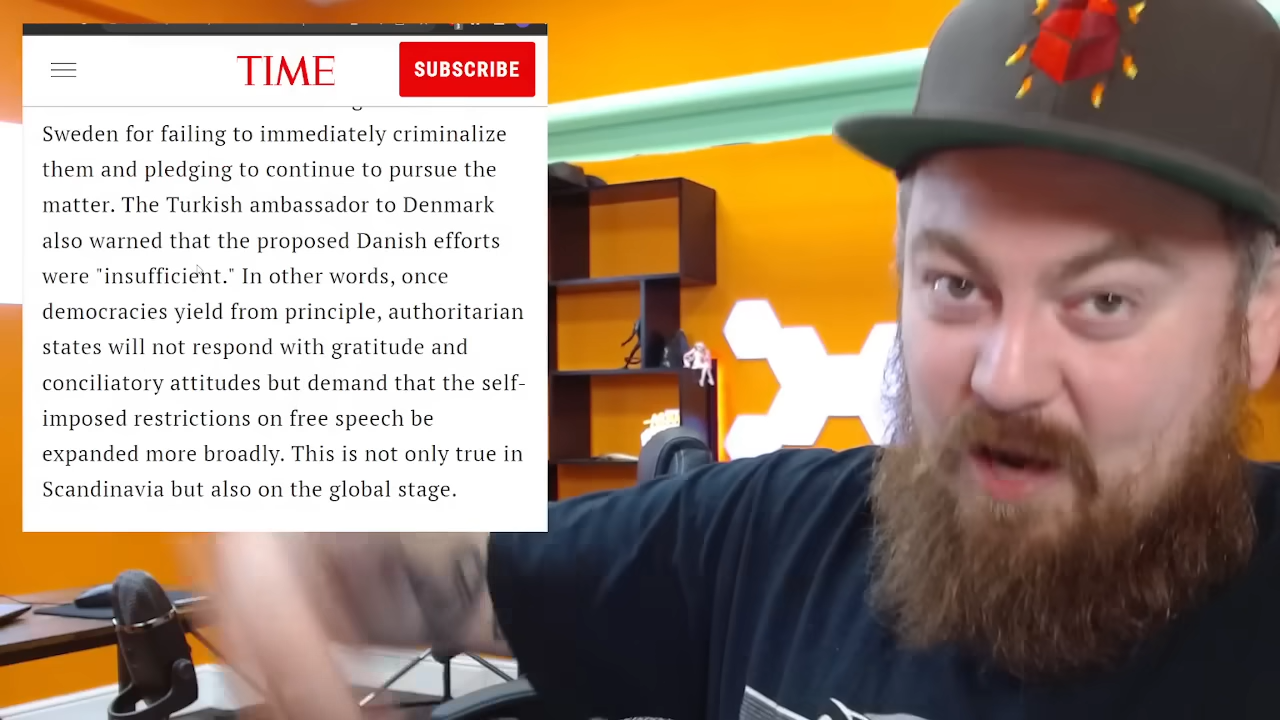 TIME
SUBSCRIBE
Sweden for failing to immediately criminalize
them and pledging to continue to pursue the
matter. The Turkish ambassador to Denmark
also warned that the proposed Danish efforts
were "insufficient." In other words, once
democracies yield from principle, authoritarian
states will not respond with gratitude and
conciliatory attitudes but demand that the self-
imposed restrictions on free speech be
expanded more broadly. This is not only true in
Scandinavia but also on the global stage.